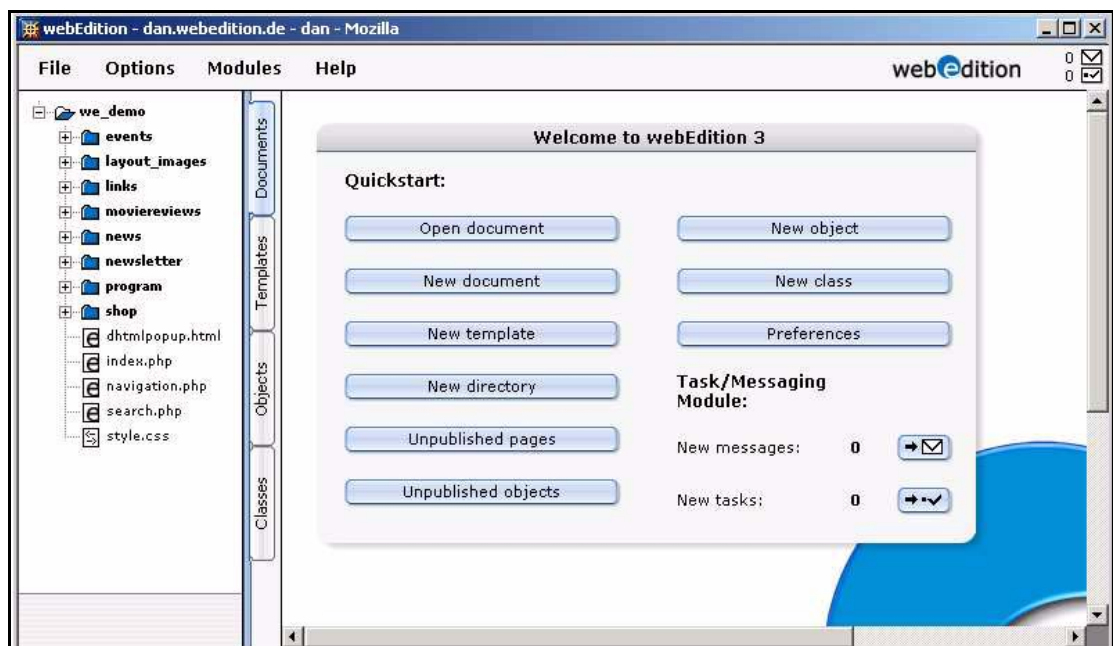 webEdition - dan.webedition.de - dan - Mozilla
File Options Modules Help
webedition
0
0
we_demo
events
layout_images
links
moviereviews
news
newsletter
program
shop
dhtmlpopup.html
index.php
navigation.php
search.php
style.css
Documents
Templates
Objects
Classes
Welcome to webEdition 3
Quickstart:
Open document
New document
New template
New directory
Unpublished pages
Unpublished objects
New object
New class
Preferences
Task/Messaging
Module:
New messages: 0
New tasks: 0